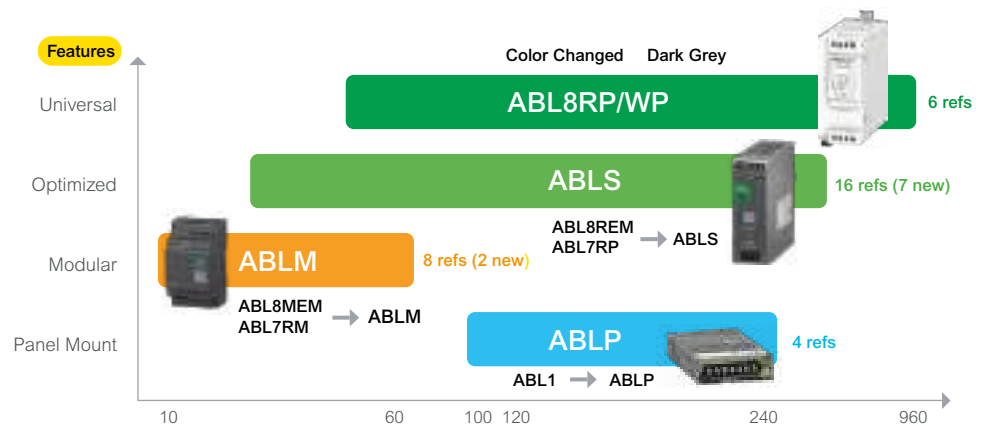 Features
Color Changed Dark Grey
Universal
ABL8RP/WP
6 refs
Optimized
ABLS
16 refs (7 new)
ABL8REM
ABL7RP
ABLS
Modular
ABLM
8 refs (2 new)
ABL8MEM
ABL7RM
ABLM
Panel Mount
ABLP
4 refs
ABL1
ABLP
10 60 100 120 240 960